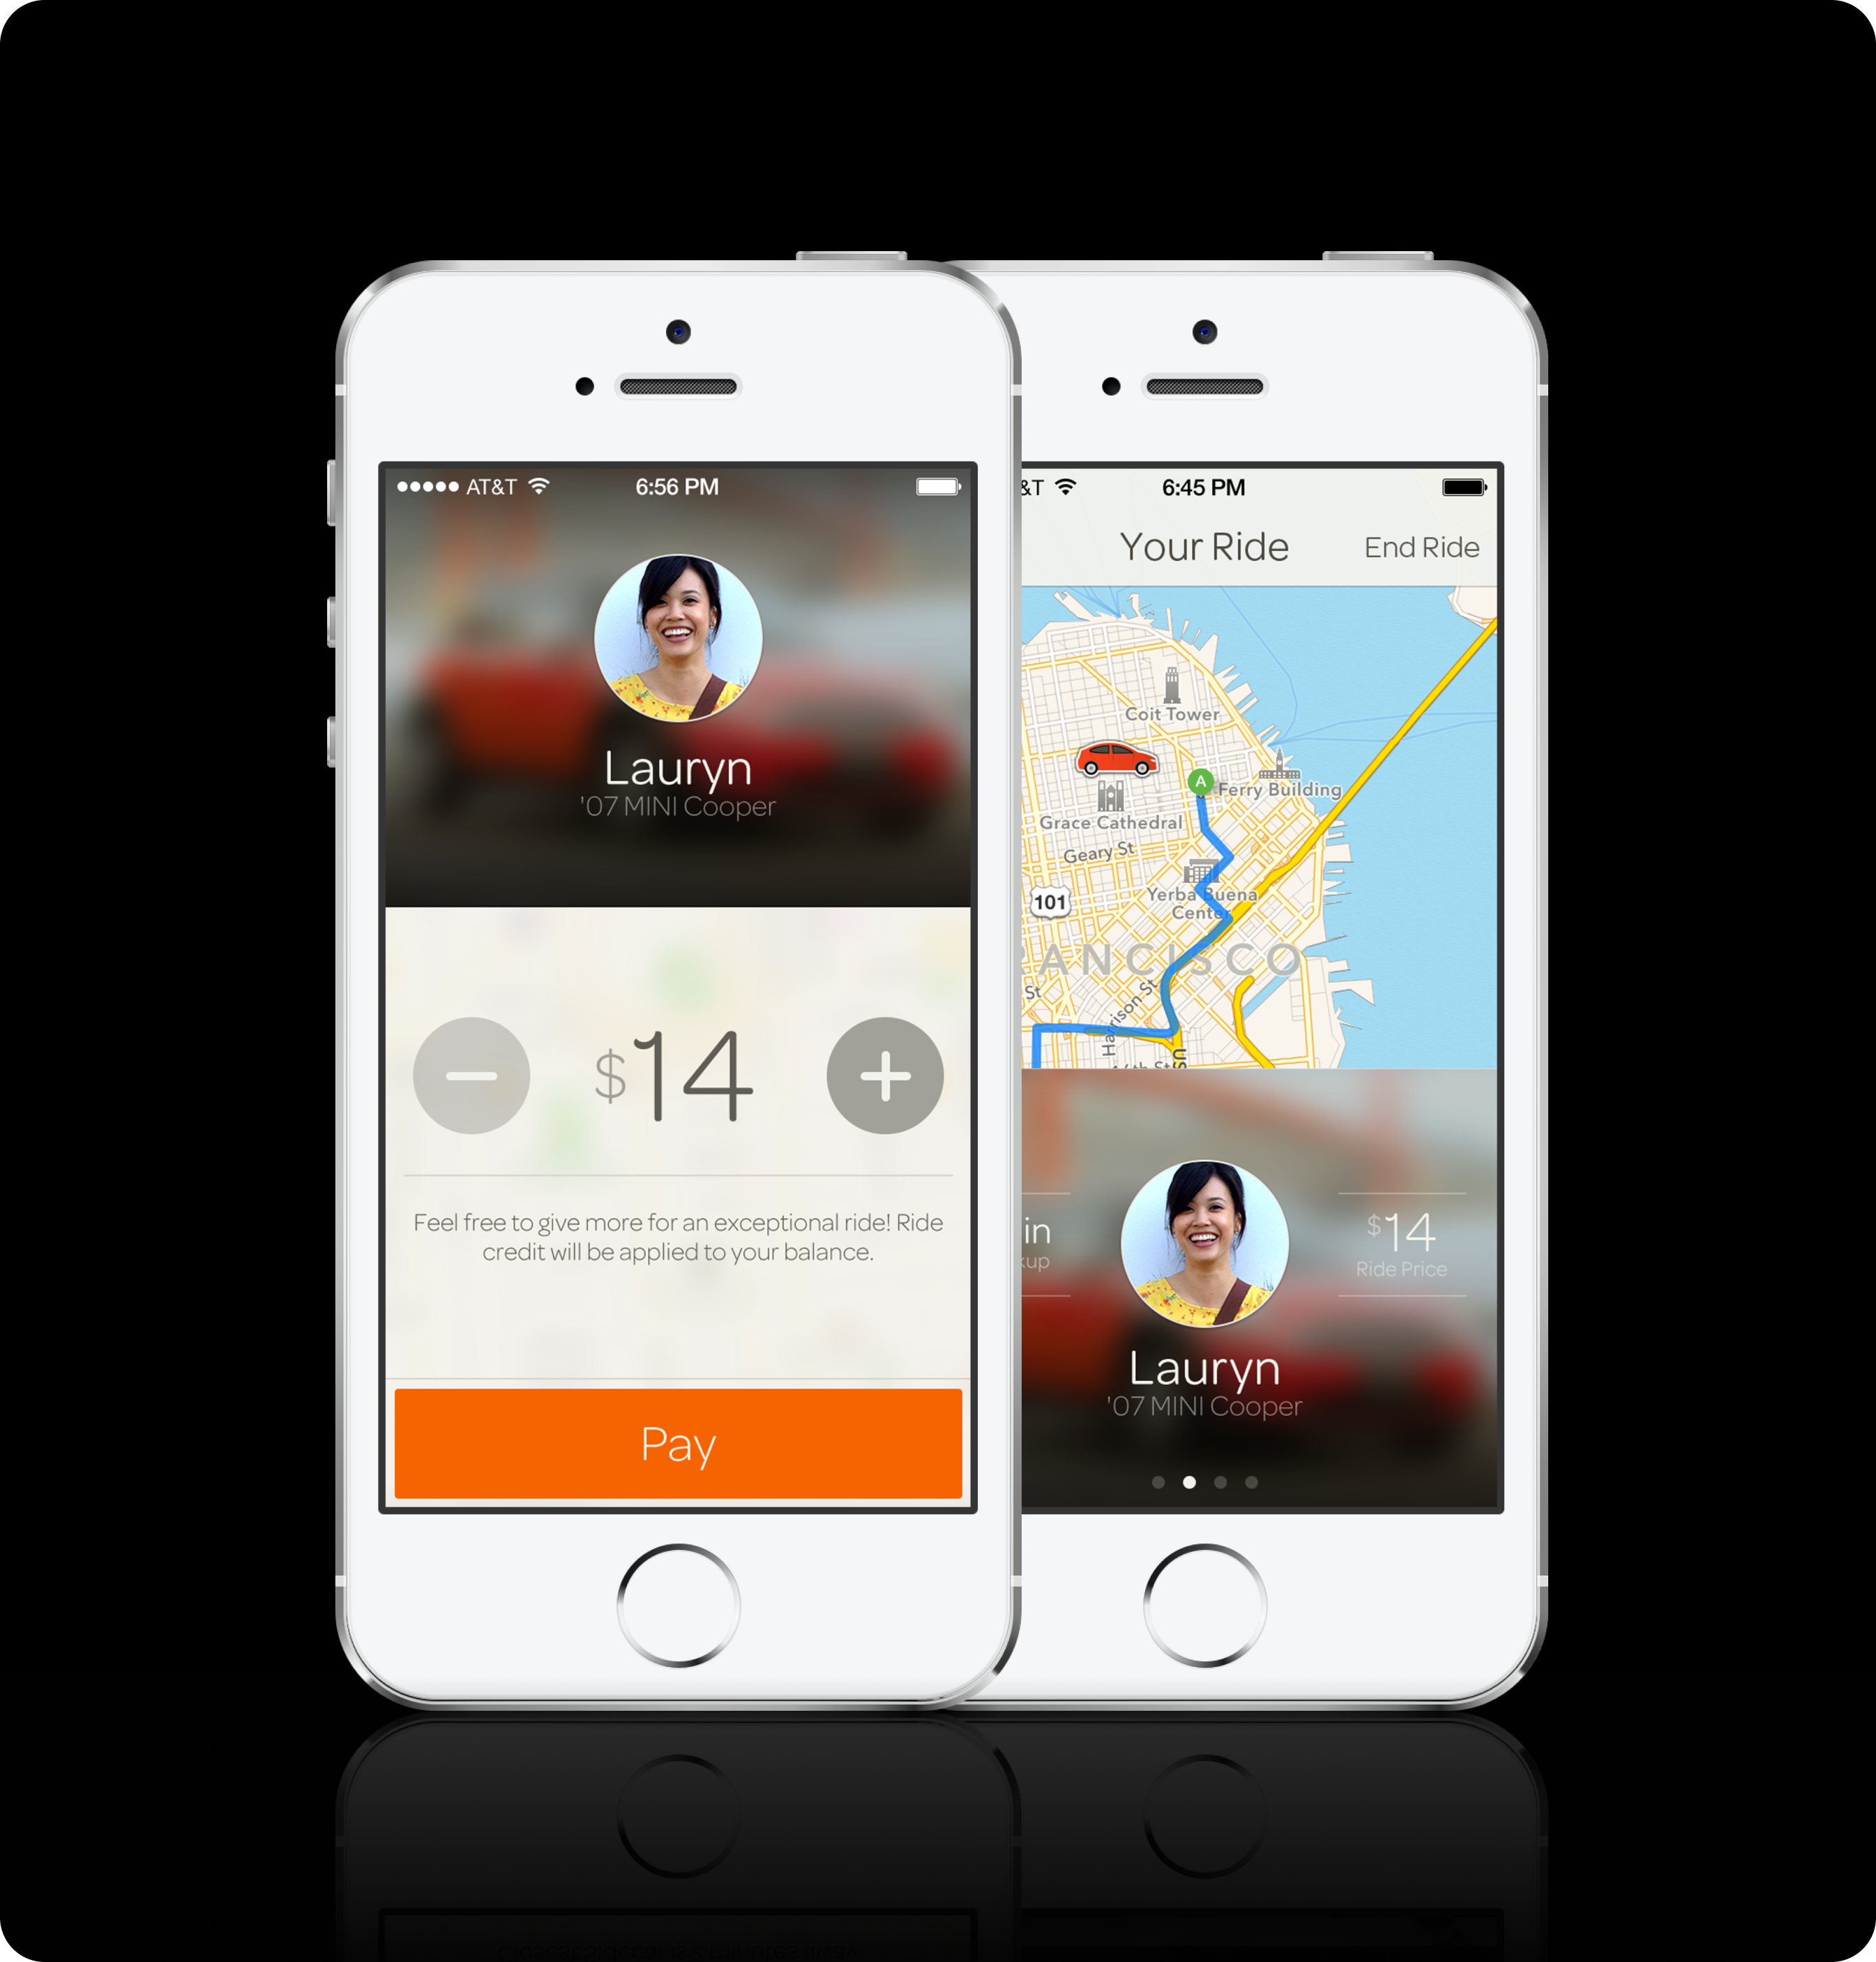 AT&T 6:56 PM
Lauryn
'07 MINI Cooper
$14
Feel free to give more for an exceptional ride! Ride
credit will be applied to your balance.
Pay
&T 6:45 PM
Your Ride End Ride
Coit Tower
A
Ferry Building
Grace Cathedral
Geary St
Yerba Buena
Center
101
ANCISCO
St
Harrison St
US
in
kup
$14
Ride Price
Lauryn
'07 MINI Cooper